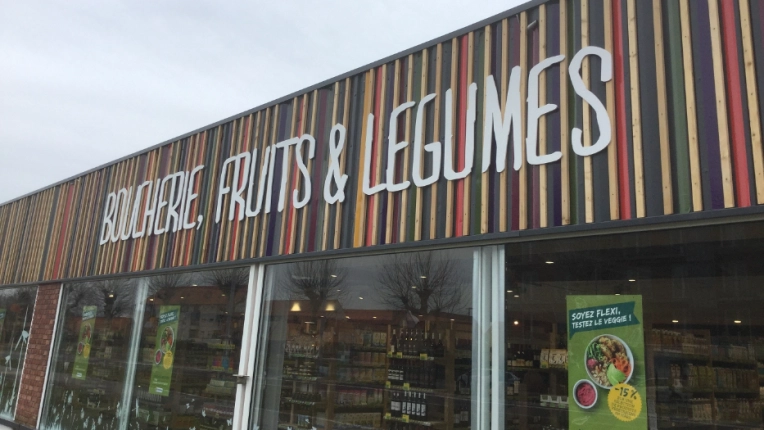 BOUCHERIE, FRUITS & LEGUMES
SOYEZ FLEXI,
TESTEZ LE VEGGIE !
-15%